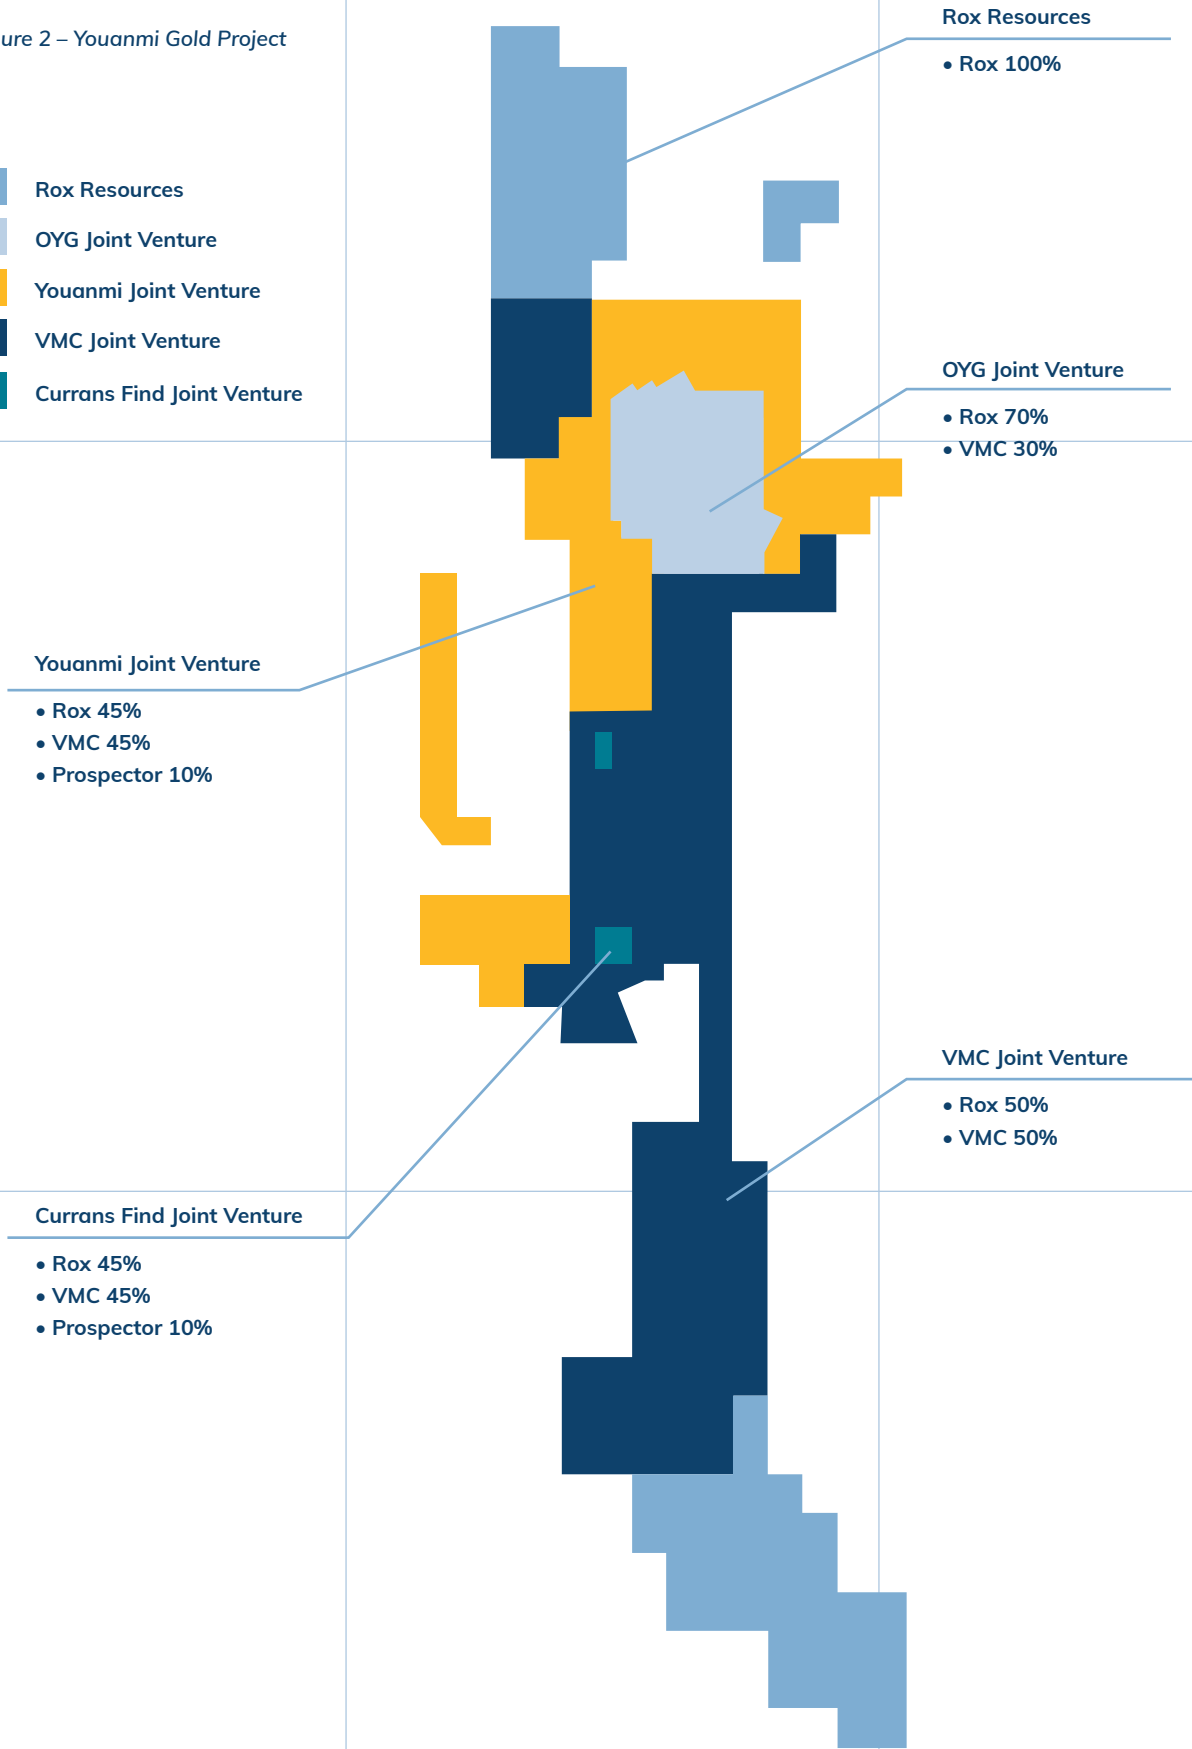 ure 2 – Youanmi Gold Project
Rox Resources
OYG Joint Venture
Youanmi Joint Venture
VMC Joint Venture
Currans Find Joint Venture
Rox Resources
• Rox 100%
OYG Joint Venture
• Rox 70%
• VMC 30%
Youanmi Joint Venture
• Rox 45%
• VMC 45%
• Prospector 10%
VMC Joint Venture
• Rox 50%
• VMC 50%
Currans Find Joint Venture
• Rox 45%
• VMC 45%
• Prospector 10%